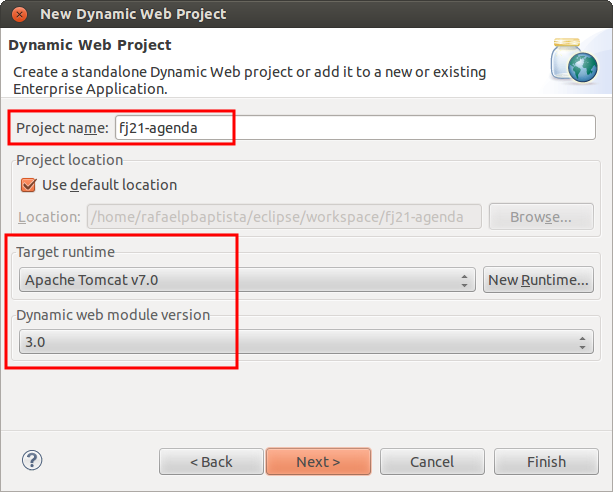 New Dynamic Web Project
Dynamic Web Project
Create a standalone Dynamic Web project or add it to a new or existing
Enterprise Application.
Project name: fj21-agenda
Project location
Use default location
Location: /home/rafaelpbaptista/eclipse/workspace/fj21-agenda Browse...
Target runtime
Apache Tomcat v7.0 New Runtime...
Dynamic web module version
3.0
? < Back Next > Cancel Finish